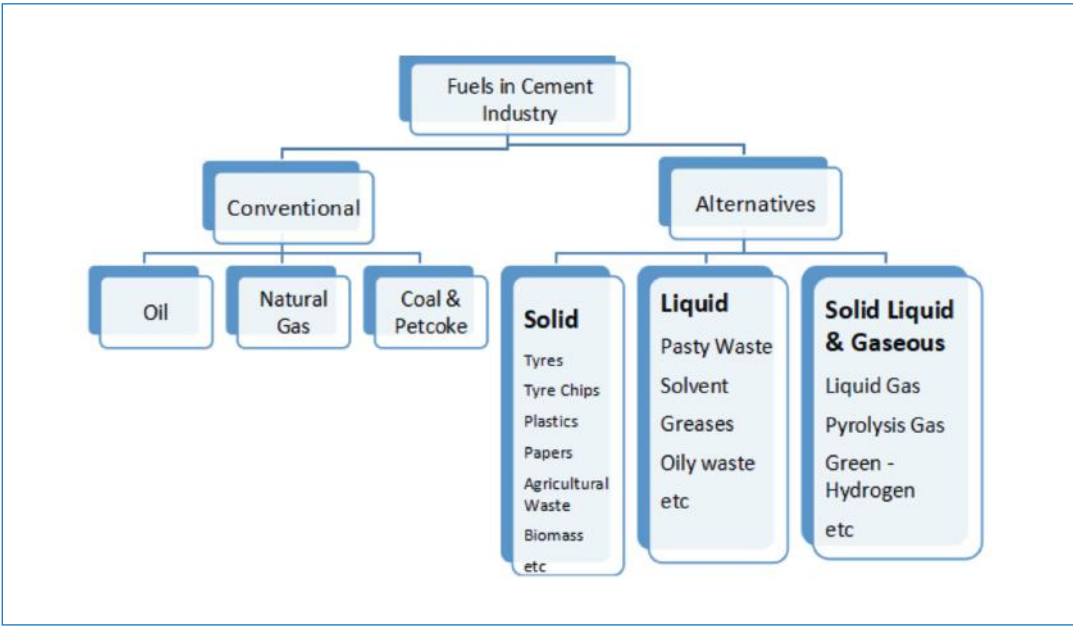 Fuels in Cement
Industry
Conventional
Alternatives
Oil
Natural
Gas
Coal &
Petcoke
Solid
Tyres
Tyre Chips
Plastics
Papers
Agricultural
Waste
Biomass
etc
Liquid
Pasty Waste
Solvent
Greases
Oily waste
etc
Solid Liquid
& Gaseous
Liquid Gas
Pyrolysis Gas
Green -
Hydrogen
etc